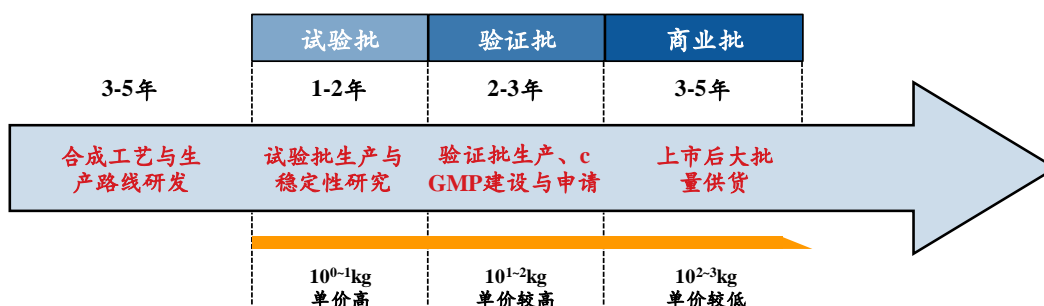 试验批 验证批 商业批
3-5年 1-2年 2-3年 3-5年
合成工艺与生
产路线研发
试验批生产与
稳定性研究
验证批生产、c
GMP建设与申请
上市后大批
量供货
10⁰~¹kg
单价高
10¹~²kg
单价较高
10²~³kg
单价较低